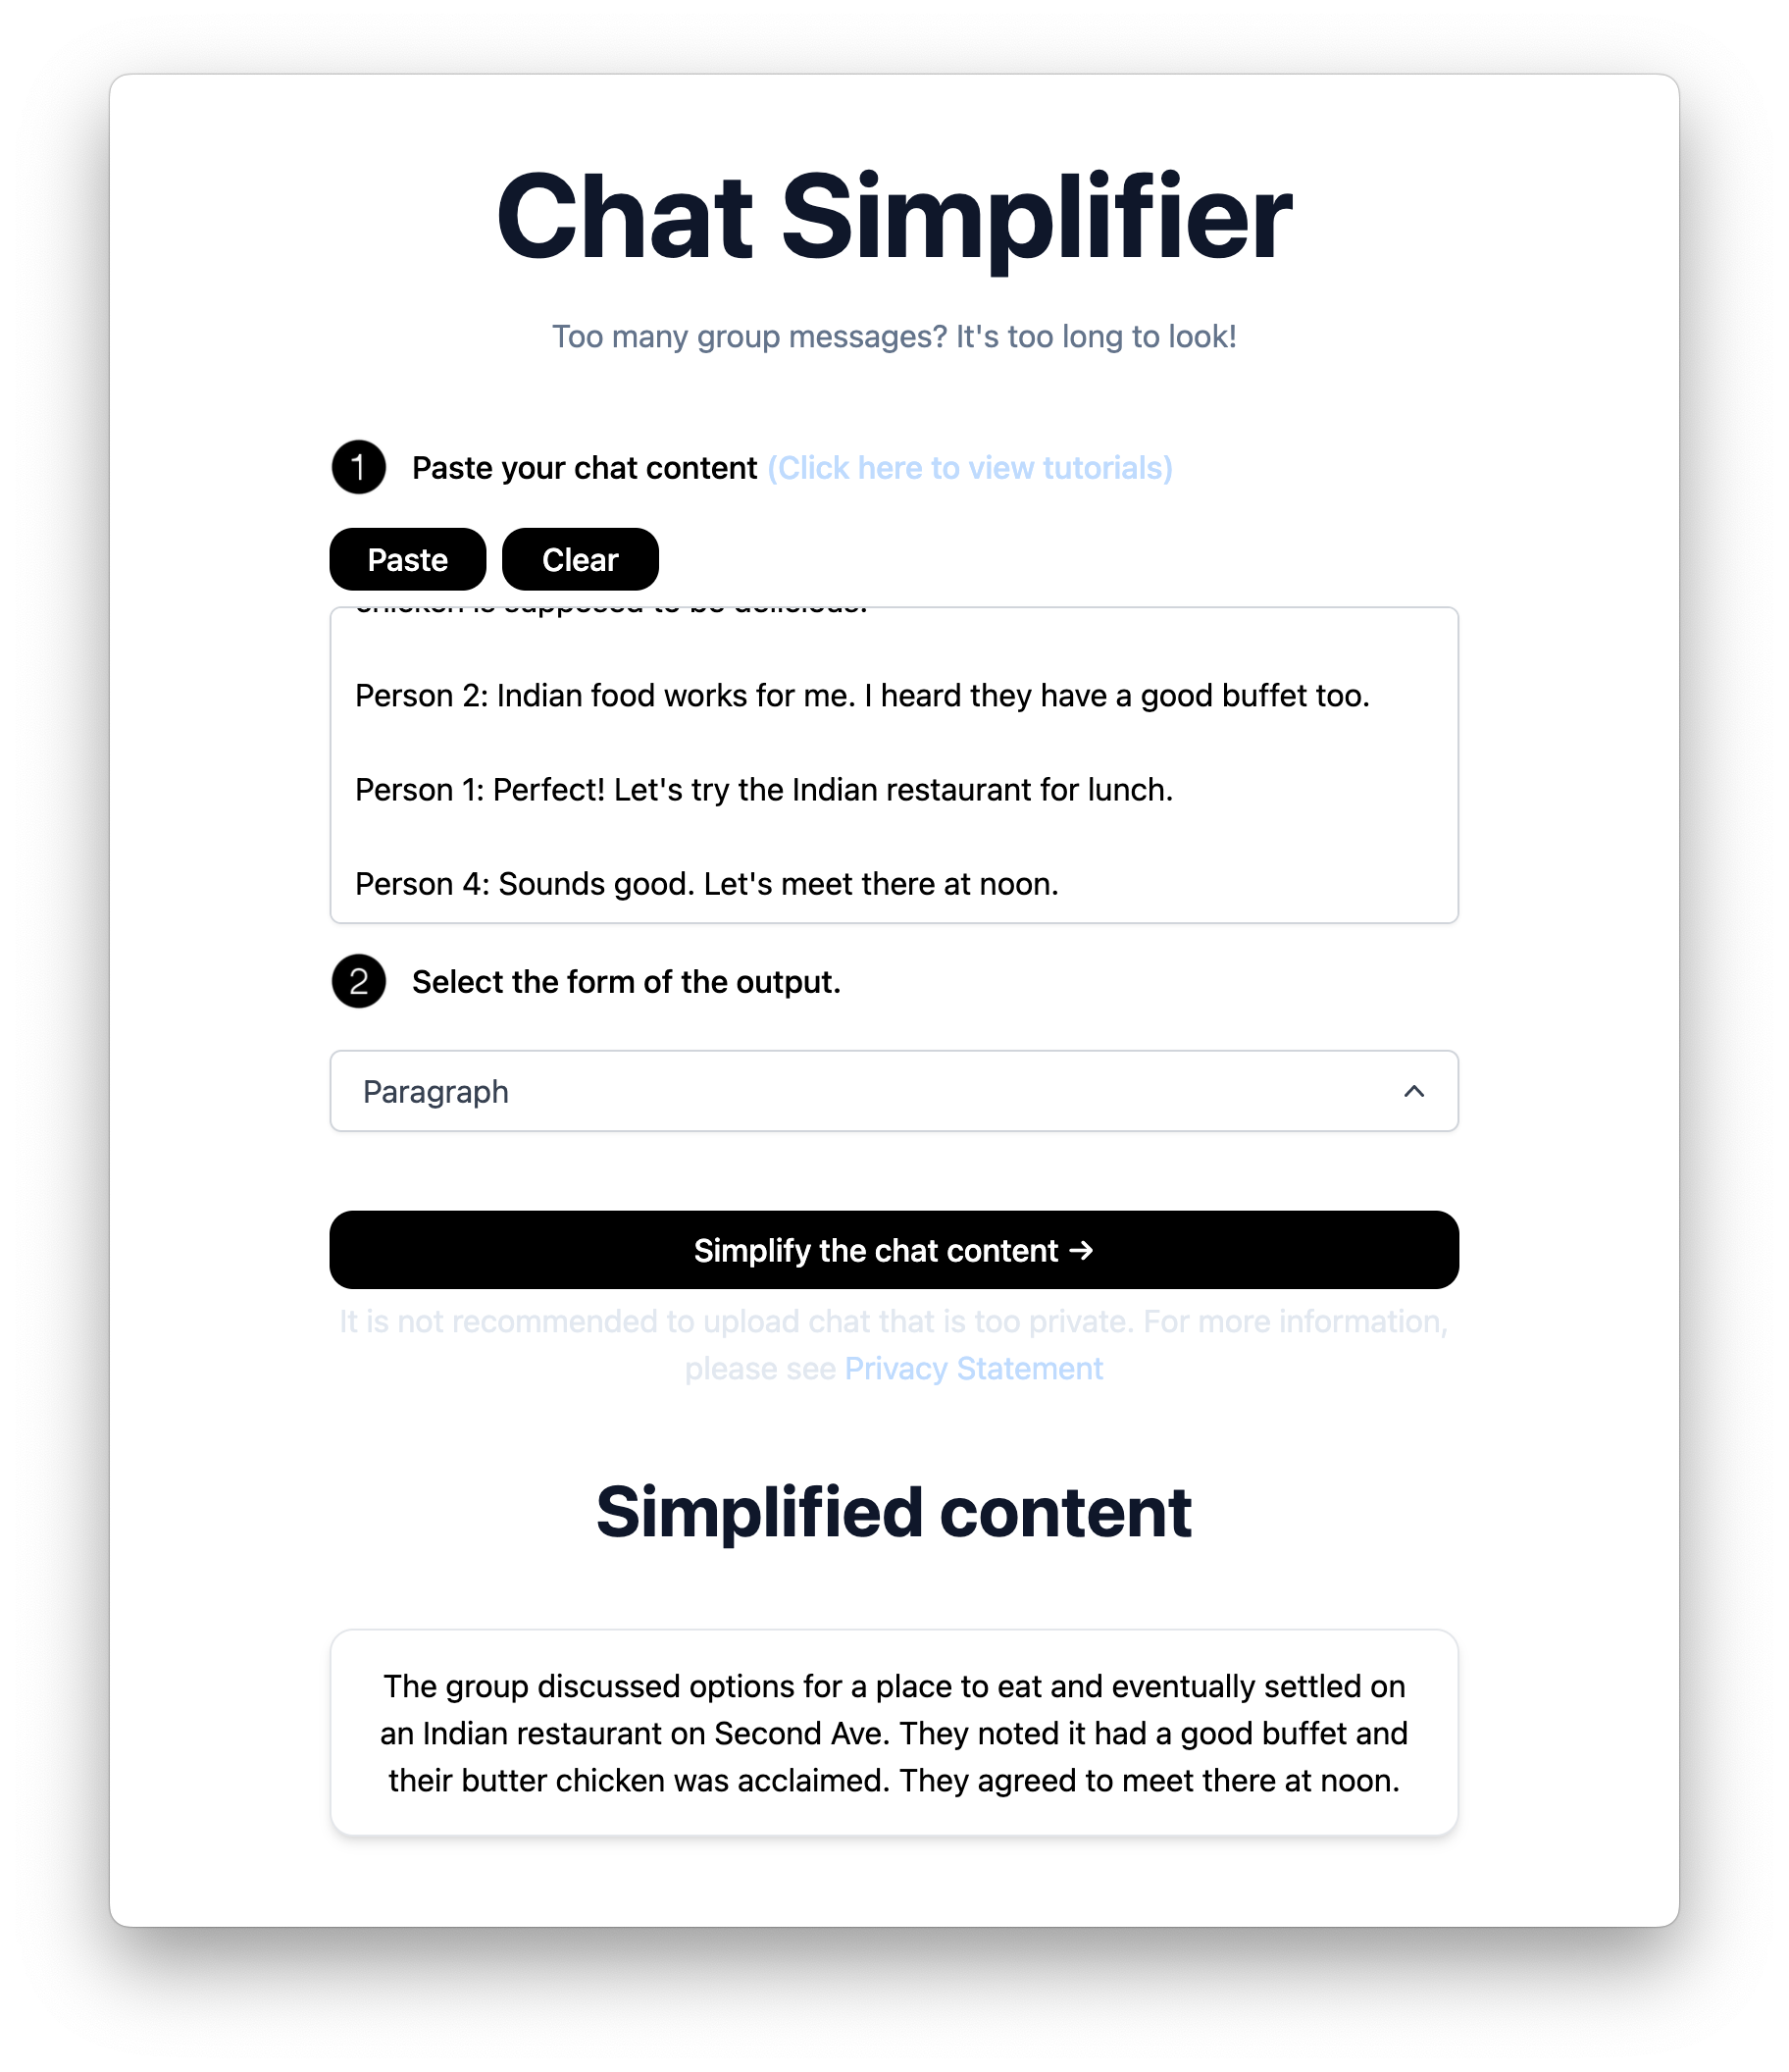 Chat Simplifier
Too many group messages? It's too long to look!
1 Paste your chat content (Click here to view tutorials)
Paste Clear
chicken is supposed to be delicious.
Person 2: Indian food works for me. I heard they have a good buffet too.
Person 1: Perfect! Let's try the Indian restaurant for lunch.
Person 4: Sounds good. Let's meet there at noon.
2 Select the form of the output.
Paragraph
Simplify the chat content →
It is not recommended to upload chat that is too private. For more information,
please see Privacy Statement
Simplified content
The group discussed options for a place to eat and eventually settled on
an Indian restaurant on Second Ave. They noted it had a good buffet and
their butter chicken was acclaimed. They agreed to meet there at noon.